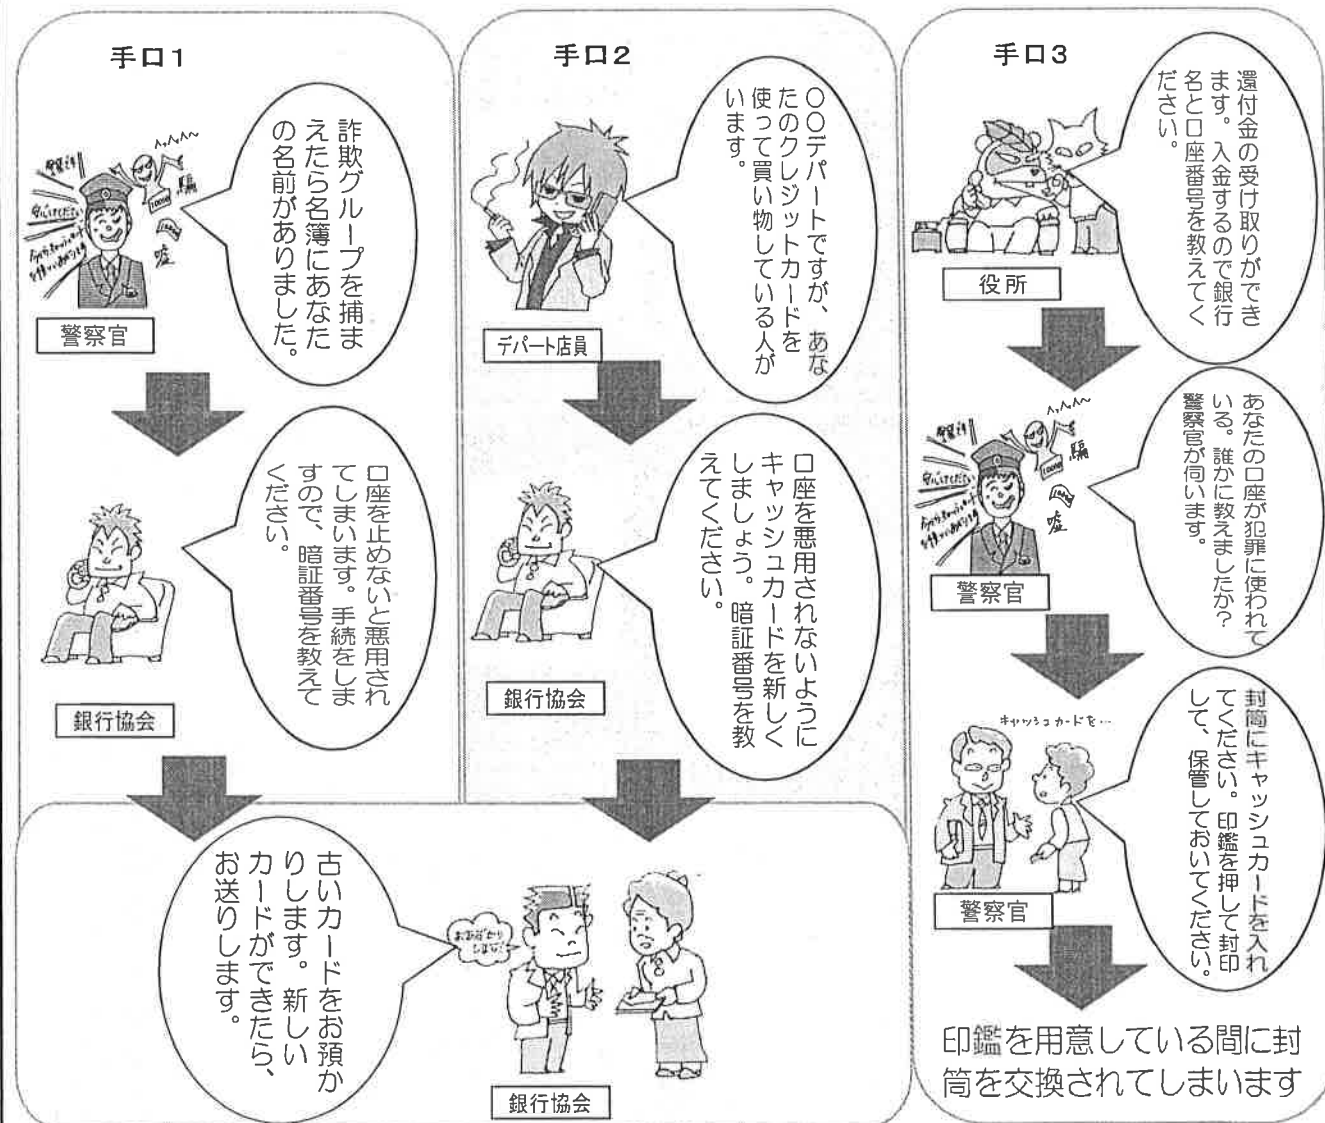 手口1
詐欺グループを捕ま
えたら名簿にあなた
の名前がありました。
騙
嘘
警察官
口座を止めないと悪用され
てしまいます。手続をしま
すので、暗証番号を教えて
ください。
銀行協会
手口2
〇〇デパートですが、あな
たのクレジットカードを
使って買い物している人が
います。
デパート店員
口座を悪用されないように
キャッシュカードを新しく
しましょう。暗証番号を教
えてください。
銀行協会
古いカードをお預か
りします。新しい
カードができたら、
お送りします。
おあずかり
します!
銀行協会
手口3
還付金の受け取りができ
ます。入金するので銀行
名と口座番号を教えてく
ださい。
役所
あなたの口座が犯罪に使われて
いる。誰かに教えましたか?
警察官が伺います。
騙
嘘
警察官
封筒にキャッシュカードを入れ
てください。印鑑を押して封印
して、保管しておいてください。
キャッシュカードを…
警察官
印鑑を用意している間に封
筒を交換されてしまいます